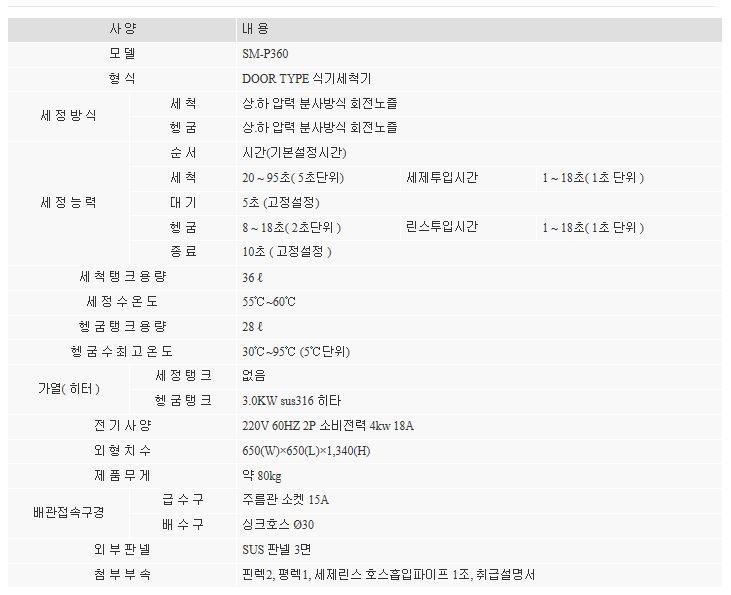 사 양 내 용
모 델 SM-P360
형 식 DOOR TYPE 식기세척기
세 정 방 식 세 척 상.하 압력 분사방식 회전노즐
헹 굼 상.하 압력 분사방식 회전노즐
세 정 능 력 순 서 시간(기본설정시간)
세 척 20 ~ 95초( 5초단위) 세제투입시간 1 ~ 18초( 1초 단위 )
대 기 5초 (고정설정)
헹 굼 8 ~ 18초( 2초단위 ) 린스투입시간 1 ~ 18초( 1초 단위 )
종 료 10초 ( 고정설정 )
세 척 탱 크 용 량 36 ℓ
세 정 수 온 도 55℃~60℃
헹 굼 탱 크 용 량 28 ℓ
헹 굼 수 최 고 온 도 30℃~95℃ (5℃단위)
가열( 히터 ) 세 정 탱 크 없음
헹 굼 탱 크 3.0KW sus316 히타
전 기 사 양 220V 60HZ 2P 소비전력 4kw 18A
외 형 치 수 650(W)×650(L)×1,340(H)
제 품 무 게 약 80kg
배관접속구경 급 수 구 주름관 소켓 15A
배 수 구 싱크호스 Ø30
외 부 판 넬 SUS 판넬 3면
첨 부 부 속 핀렉2, 평렉1, 세제린스 호스흡입파이프 1조, 취급설명서